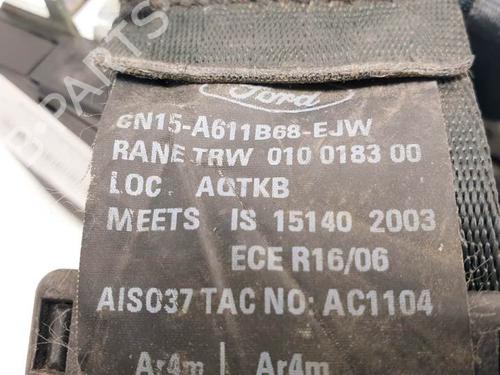 Ford
GN15-A611B68-EJW
RANE TRW 010 0183 00
LOC AQTKB
MEETS IS 15140 2003
ECE R16/06
AIS037 TAC NO: AC1104
Ar4m Ar4m